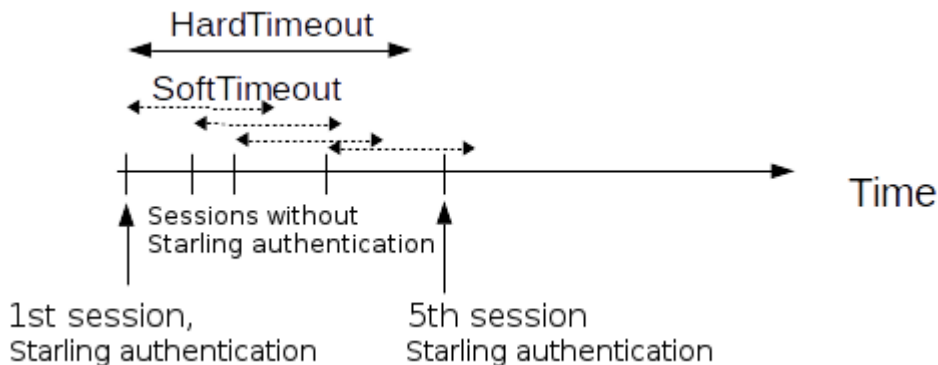 HardTimeout
SoftTimeout
Time
Sessions without
Starling authentication
1st session,
Starling authentication
5th session
Starling authentication